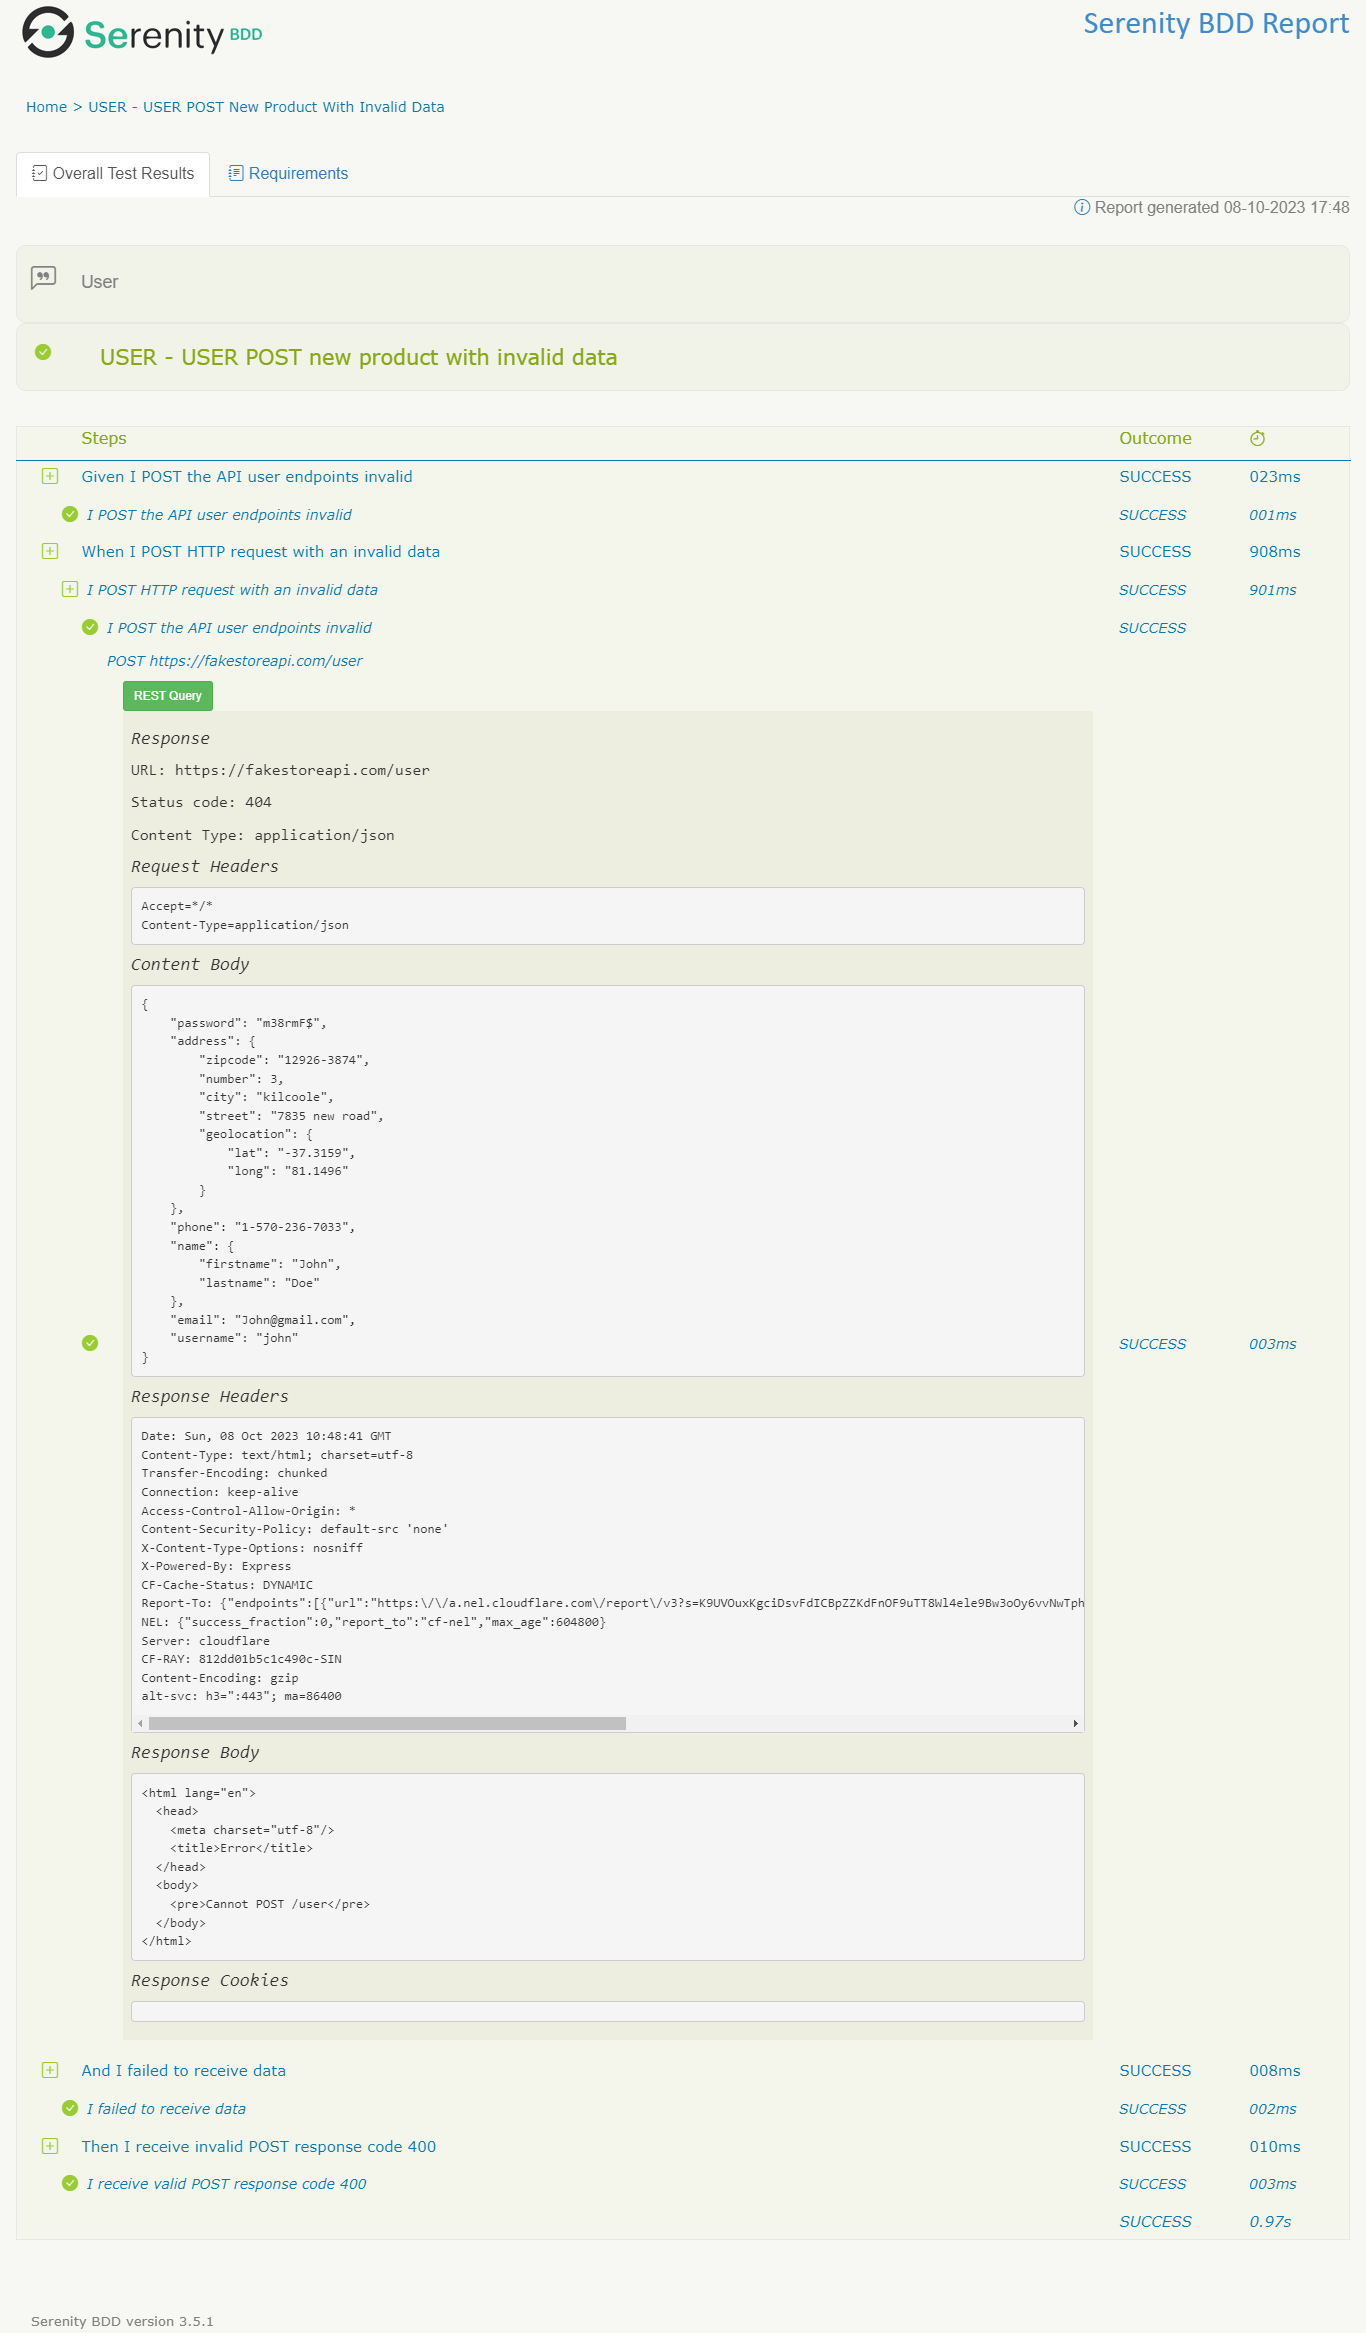 Serenity BDD
Serenity BDD Report
Home > USER - USER POST New Product With Invalid Data
Overall Test Results
Requirements
Report generated 08-10-2023 17:48
User
USER - USER POST new product with invalid data
Steps Outcome
Given I POST the API user endpoints invalid SUCCESS 023ms
I POST the API user endpoints invalid SUCCESS 001ms
When I POST HTTP request with an invalid data SUCCESS 908ms
I POST HTTP request with an invalid data SUCCESS 901ms
I POST the API user endpoints invalid SUCCESS
POST https://fakestoreapi.com/user
REST Query
Response
URL: https://fakestoreapi.com/user
Status code: 404
Content Type: application/json
Request Headers
Accept=*/*
Content-Type=application/json
Content Body
{
    "password": "m38rmF$",
    "address": {
        "zipcode": "12926-3874",
        "number": 3,
        "city": "kilcoole",
        "street": "7835 new road",
        "geolocation": {
            "lat": "-37.3159",
            "long": "81.1496"
        }
    },
    "phone": "1-570-236-7033",
    "name": {
        "firstname": "John",
        "lastname": "Doe"
    },
    "email": "John@gmail.com",
    "username": "john"
}
SUCCESS 003ms
Response Headers
Date: Sun, 08 Oct 2023 10:48:41 GMT
Content-Type: text/html; charset=utf-8
Transfer-Encoding: chunked
Connection: keep-alive
Access-Control-Allow-Origin: *
Content-Security-Policy: default-src 'none'
X-Content-Type-Options: nosniff
X-Powered-By: Express
CF-Cache-Status: DYNAMIC
Report-To: {"endpoints":[{"url":"https:\/\/a.nel.cloudflare.com\/report\/v3?s=K9UVOuxKgciDsvFdICBpZZKdFnOF9uTT8Wl4ele9Bw3oOy6vvNwTph
NEL: {"success_fraction":0,"report_to":"cf-nel","max_age":604800}
Server: cloudflare
CF-RAY: 812dd01b5c1c490c-SIN
Content-Encoding: gzip
alt-svc: h3=":443"; ma=86400
Response Body
<html lang="en">
  <head>
    <meta charset="utf-8"/>
    <title>Error</title>
  </head>
  <body>
    <pre>Cannot POST /user</pre>
  </body>
</html>
Response Cookies
And I failed to receive data SUCCESS 008ms
I failed to receive data SUCCESS 002ms
Then I receive invalid POST response code 400 SUCCESS 010ms
I receive valid POST response code 400 SUCCESS 003ms
SUCCESS 0.97s
Serenity BDD version 3.5.1